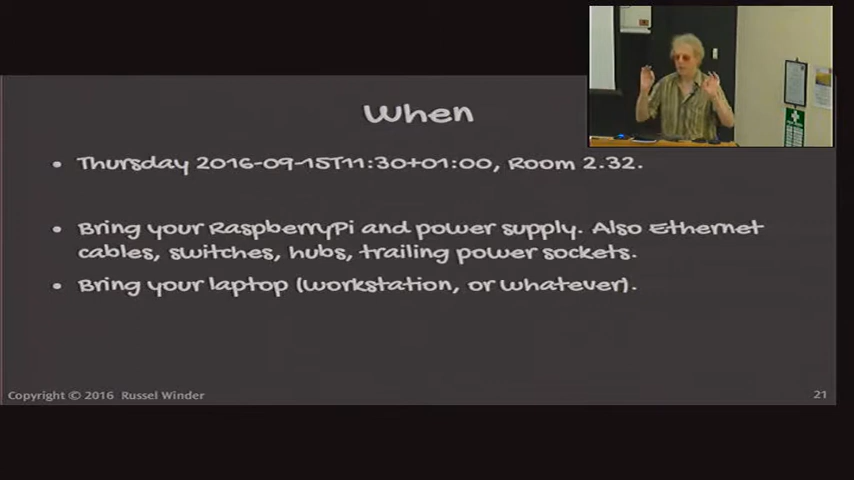 When
• Thursday 2016-09-15T11:30+01:00, Room 2.32.
• Bring your RaspberryPi and power supply. Also Ethernet
cables, switches, hubs, trailing power sockets.
• Bring your laptop (workstation, or whatever).
Copyright © 2016 Russel Winder
21